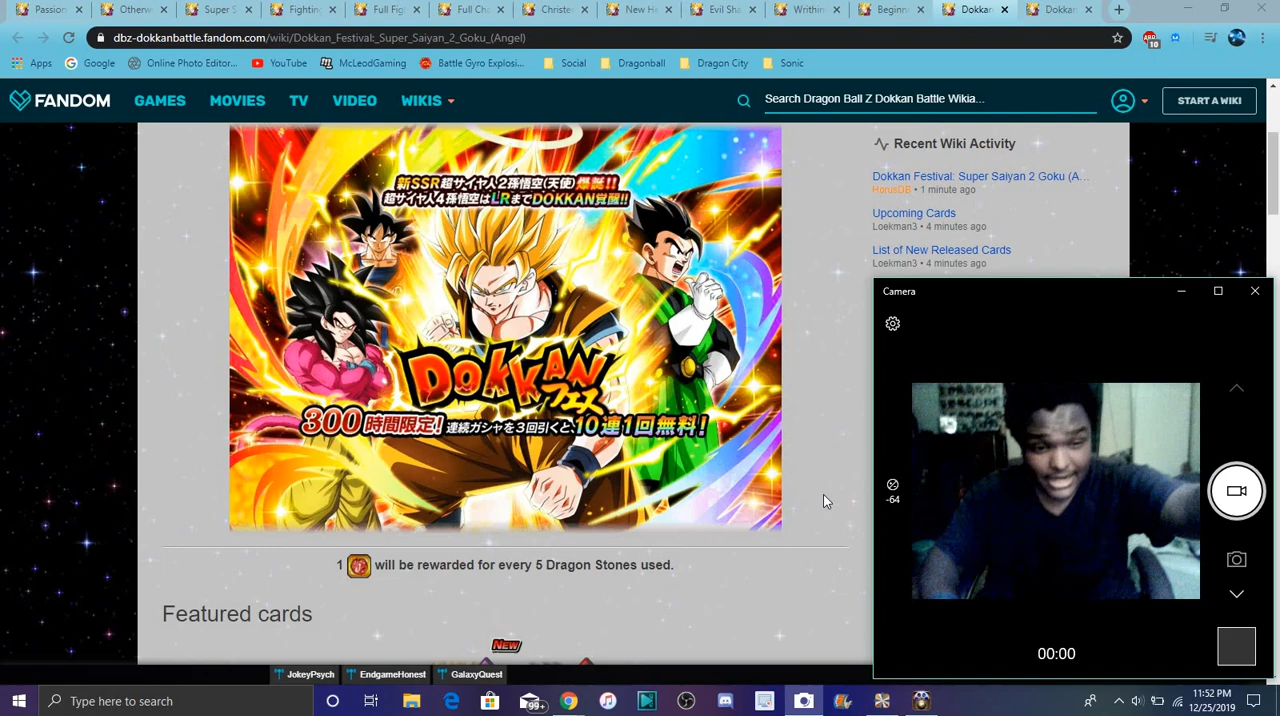 Passion
Otherw
Super S
Fightin
Full Fig
Full Cha
Christe
New He
Evil Sha
Within
Beginn
Dokkan
Dokkan
dbz-dokkanbattle.fandom.com/wiki/Dokkan_Festival:_Super_Saiyan_2_Goku_(Angel)
10
Apps
Google
Online Photo Editor...
YouTube
McLeodGaming
Battle Gyro Explosi...
Social
Dragonball
Dragon City
Sonic
FANDOM
GAMES
MOVIES
TV
VIDEO
WIKIS
Search Dragon Ball Z Dokkan Battle Wikia...
START A WIKI
新SSR超サイヤ人2孫悟空(天使)爆誕!!
超サイヤ人4孫悟空はLRまでDOKKAN覚醒!!
DOKKAN
フェス
300時間限定! 連続ガシャを3回引くと、10連1回無料!
1 will be rewarded for every 5 Dragon Stones used.
Featured cards
New
Recent Wiki Activity
Dokkan Festival: Super Saiyan 2 Goku (A...
HorusDB • 1 minute ago
Upcoming Cards
Loekman3 • 4 minutes ago
List of New Released Cards
Loekman3 • 4 minutes ago
Camera
-64
00:00
JokeyPsych
EndgameHonest
GalaxyQuest
Type here to search
99+
11:52 PM
12/25/2019